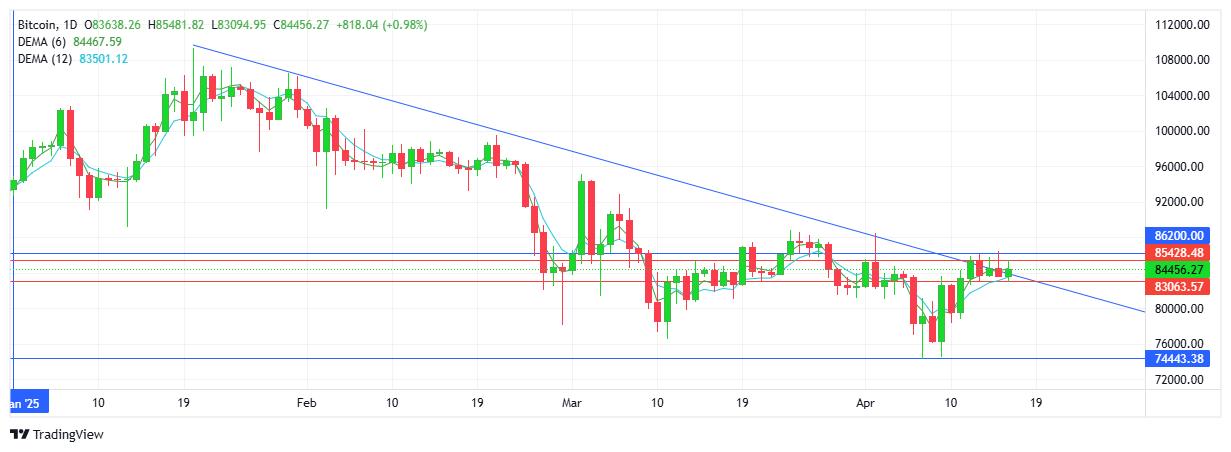 Bitcoin, 1D O83638.26 H85481.82 L83094.95 C84456.27 +818.04 (+0.98%)
DEMA (6) 84467.59
DEMA (12) 83501.12
112000.00
108000.00
104000.00
100000.00
96000.00
92000.00
86200.00
85428.48
84456.27
83063.57
80000.00
76000.00
74443.38
72000.00
an '25 10 19 Feb 10 19 Mar 10 19 Apr 10 19
TradingView